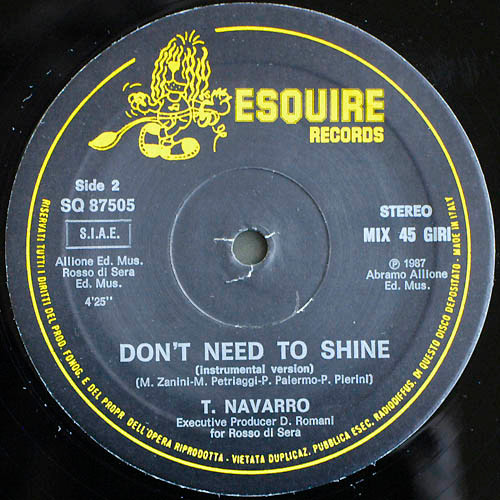 ESQUIRE
RECORDS
Side 2
SQ 87505
S.I.A.E.
Allione Ed. Mus.
Rosso di Sera
Ed. Mus.
4'25''
STEREO
MIX 45 GIRI
℗ 1987
Abramo Allione
Ed. Mus.
DON'T NEED TO SHINE
(instrumental version)
(M. Zanini-M. Petriaggi-P. Palermo-P. Pierini)
T. NAVARRO
Executive Producer D. Romani
for Rosso di Sera
RISERVATI TUTTI I DIRITTI DEL PROD. FONOG. E DEL PROPR. DELL'OPERA RIPRODOTTA - VIETATA DUPLICAZ. PUBBLICA ESEC. RADIODIFFUS. DI QUESTO DISCO DEPOSITATO - MADE IN ITALY